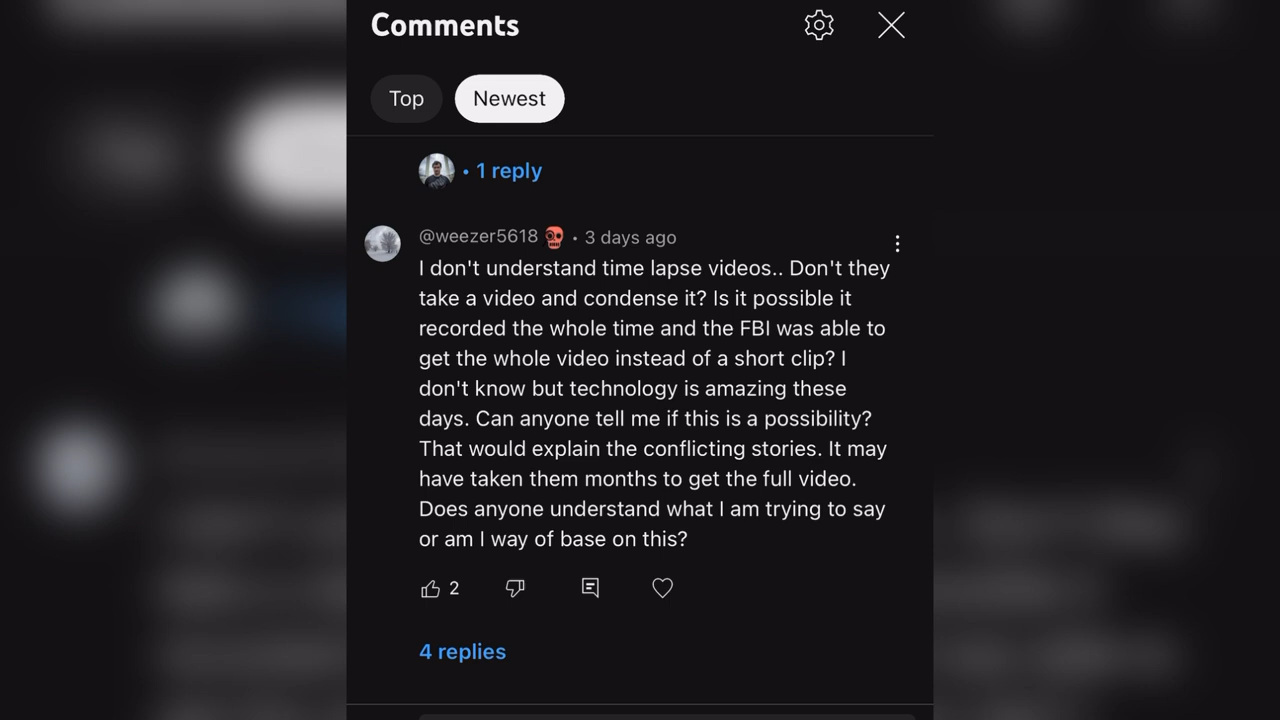 Comments
Top
Newest
• 1 reply
@weezer5618 💀 • 3 days ago
I don't understand time lapse videos.. Don't they
take a video and condense it? Is it possible it
recorded the whole time and the FBI was able to
get the whole video instead of a short clip? I
don't know but technology is amazing these
days. Can anyone tell me if this is a possibility?
That would explain the conflicting stories. It may
have taken them months to get the full video.
Does anyone understand what I am trying to say
or am I way of base on this?
2
4 replies